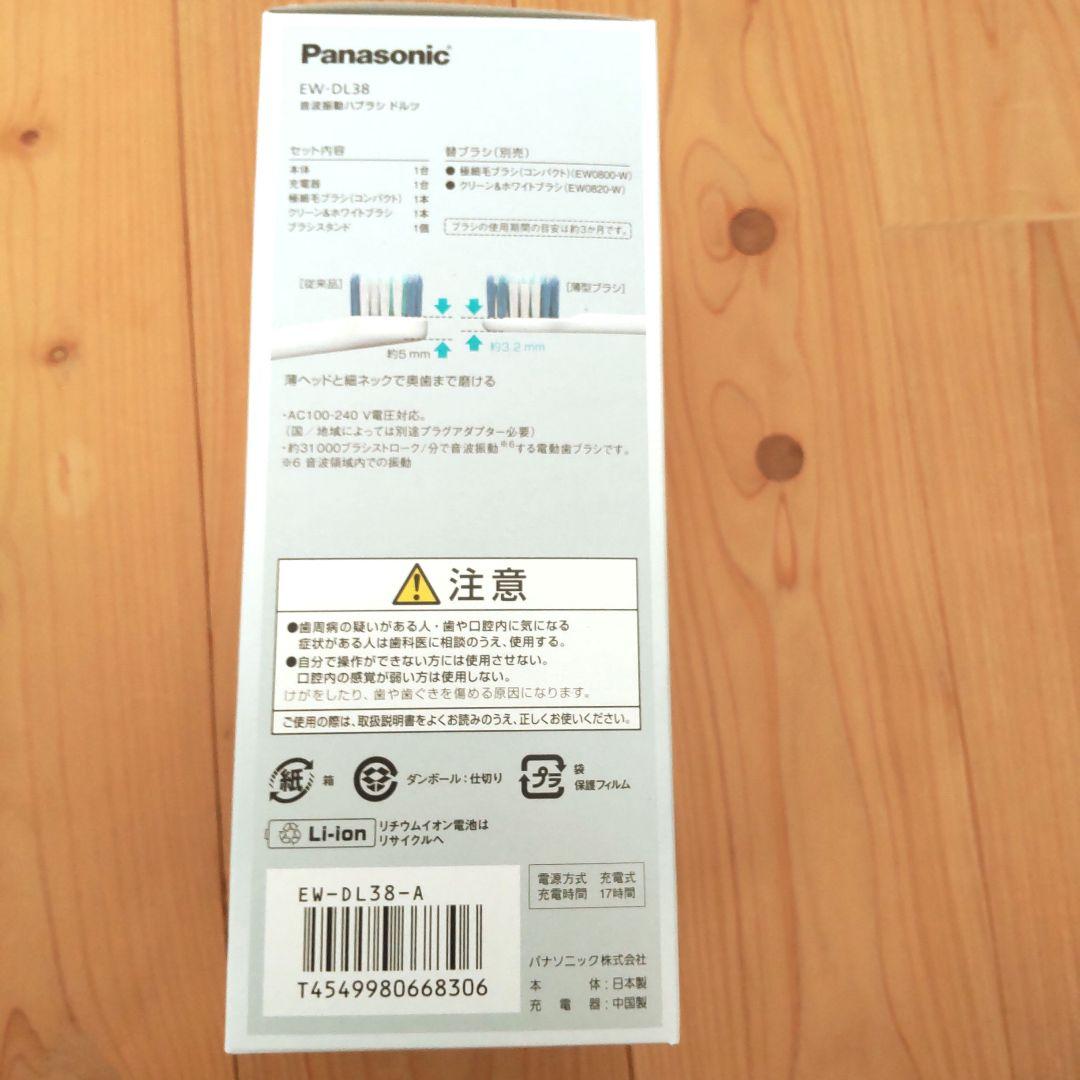 Panasonic
EW-DL38
音波振動ハブラシ ドルツ
セット内容
本体 1台
充電器 1台
極細毛ブラシ(コンパクト) 1本
クリーン&ホワイトブラシ 1本
ブラシスタンド 1個
替ブラシ(別売)
● 極細毛ブラシ(コンパクト)(EW0800-W)
● クリーン&ホワイトブラシ(EW0820-W)
ブラシの使用期間の目安は約3か月です。
[従来品]
[薄型ブラシ]
約5 mm
約3.2 mm
薄ヘッドと細ネックで奥歯まで磨ける
・AC100-240 V電圧対応。
(国/地域によっては別途プラグアダプター必要)
・約31000ブラシストローク/分で音波振動※6する電動歯ブラシです。
※6 音波領域内での振動
注意
●歯周病の疑いがある人・歯や口腔内に気になる
症状がある人は歯科医に相談のうえ、使用する。
●自分で操作ができない方には使用させない。
口腔内の感覚が弱い方は使用しない。
けがをしたり、歯や歯ぐきを傷める原因になります。
ご使用の際は、取扱説明書をよくお読みのうえ、正しくお使いください。
紙 箱
ダンボール:仕切り
プラ 袋
保護フィルム
Li-ion
リチウムイオン電池は
リサイクルへ
EW-DL38-A
T4549980668306
電源方式 充電式
充電時間 17時間
パナソニック株式会社
本体:日本製
充電器:中国製